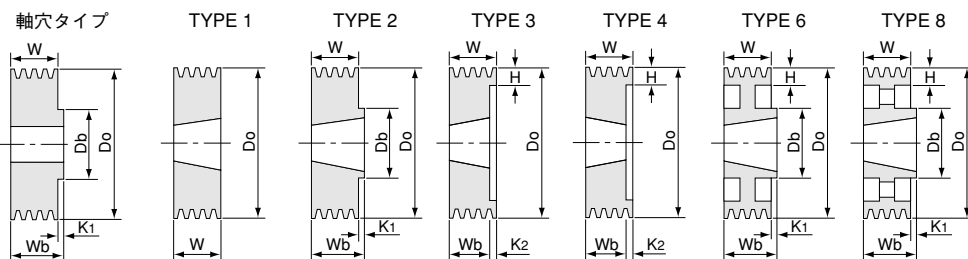 軸穴タイプ
TYPE 1
TYPE 2
TYPE 3
TYPE 4
TYPE 6
TYPE 8
W
Db
Do
K1
Wb
Do
W
W
Db
Do
K1
Wb
W
H
Do
Wb
K2
W
H
Do
Wb
K2
W
H
Db
Do
K1
Wb
W
H
Db
Do
K1
Wb